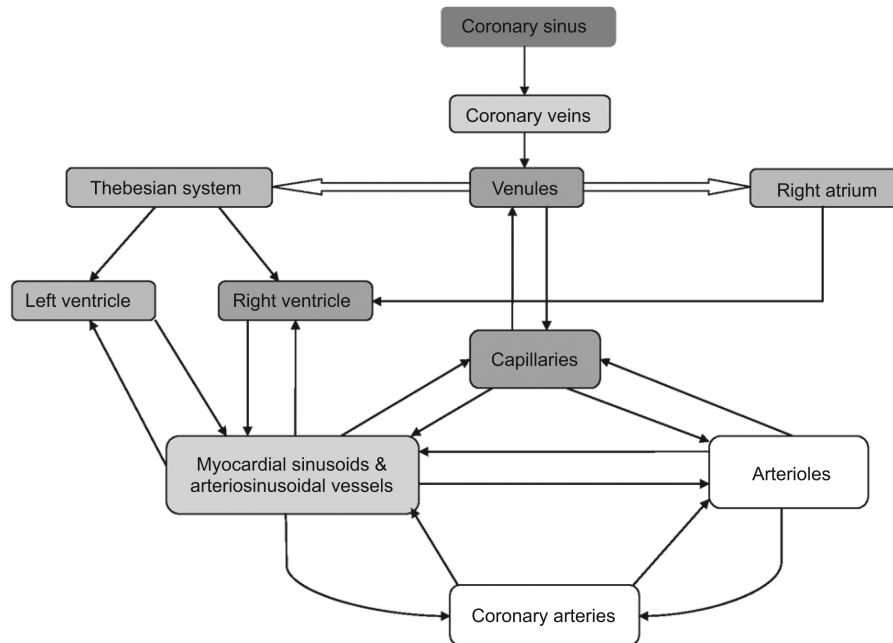 Coronary sinus
Coronary veins
Thebesian system
Venules
Right atrium
Left ventricle
Right ventricle
Capillaries
Myocardial sinusoids &
arteriosinusoidal vessels
Arterioles
Coronary arteries